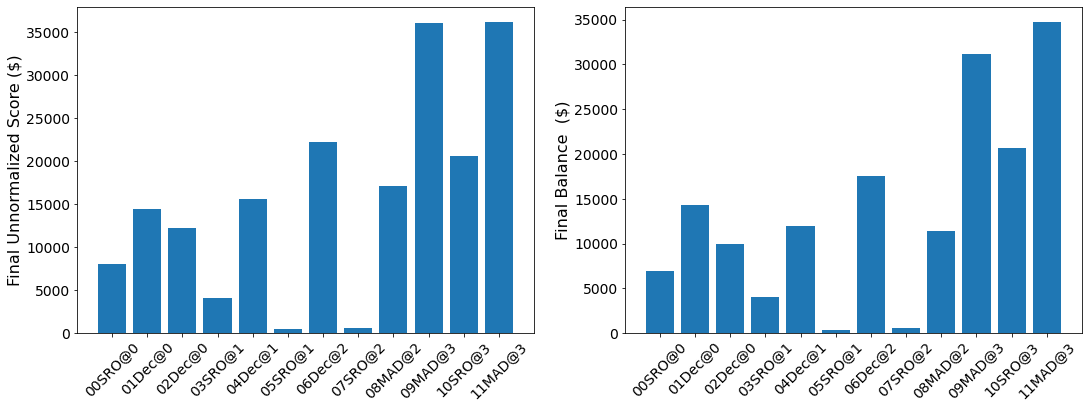 Final Unnormalized Score ($)
35000
30000
25000
20000
15000
10000
5000
0
00SRO@0
01Dec@0
02Dec@0
03SRO@1
04Dec@1
05SRO@1
06Dec@2
07SRO@2
08MAD@2
09MAD@3
10SRO@3
11MAD@3
Final Balance ($)
35000
30000
25000
20000
15000
10000
5000
0
00SRO@0
01Dec@0
02Dec@0
03SRO@1
04Dec@1
05SRO@1
06Dec@2
07SRO@2
08MAD@2
09MAD@3
10SRO@3
11MAD@3